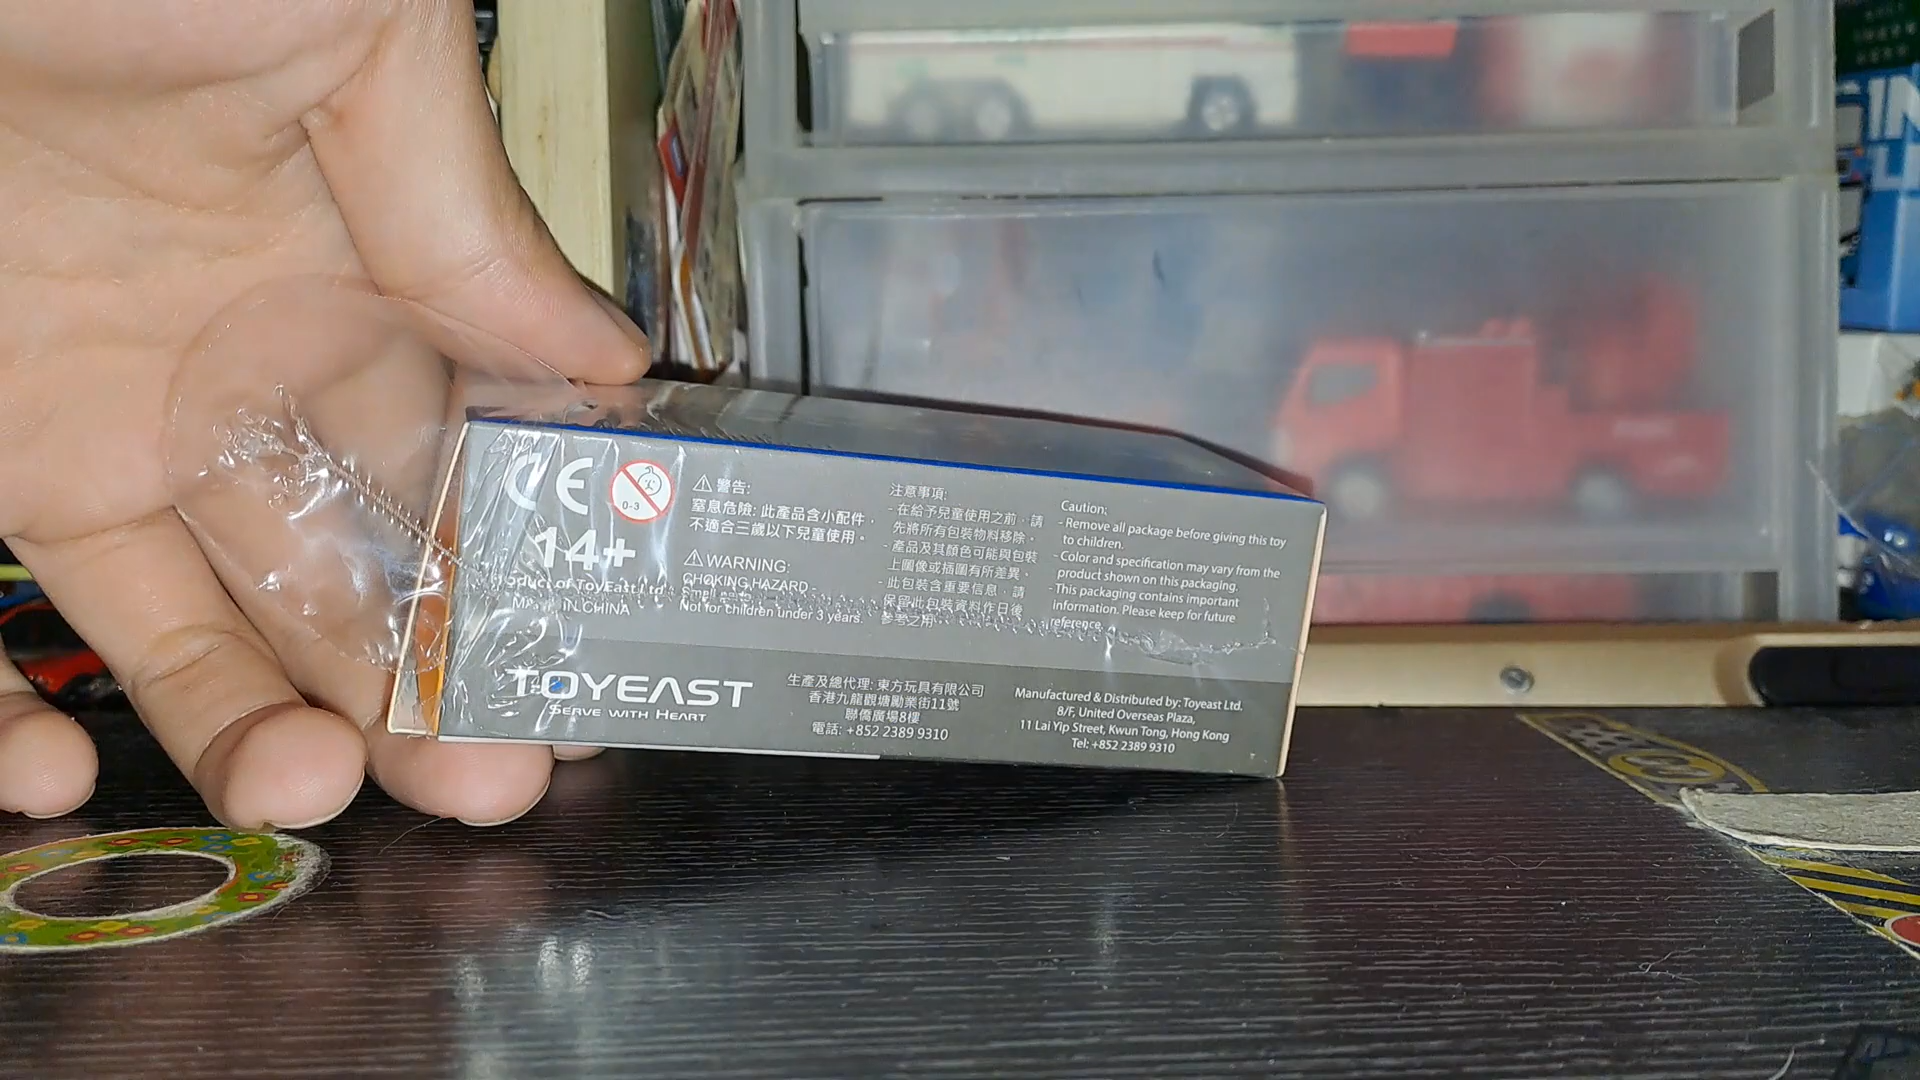 CE
0-3
14+
Product of ToyEast Ltd.
MADE IN CHINA
警告:
窒息危險: 此產品含小配件，
不適合三歲以下兒童使用。
WARNING:
CHOKING HAZARD -
Small parts.
Not for children under 3 years.
注意事項:
- 在給予兒童使用之前，請
先將所有包裝物料移除。
- 產品及其顏色可能與包裝
上圖像或插圖有所差異。
- 此包裝含重要信息，請
保留此包裝資料作日後
參考之用
Caution:
- Remove all package before giving this toy
to children.
- Color and specification may vary from the
product shown on this packaging.
- This packaging contains important
information. Please keep for future
reference.
TOYEAST
SERVE WITH HEART
生產及總代理: 東方玩具有限公司
香港九龍觀塘勵業街11號
聯僑廣場8樓
電話: +852 2389 9310
Manufactured & Distributed by: Toyeast Ltd.
8/F, United Overseas Plaza,
11 Lai Yip Street, Kwun Tong, Hong Kong
Tel: +852 2389 9310